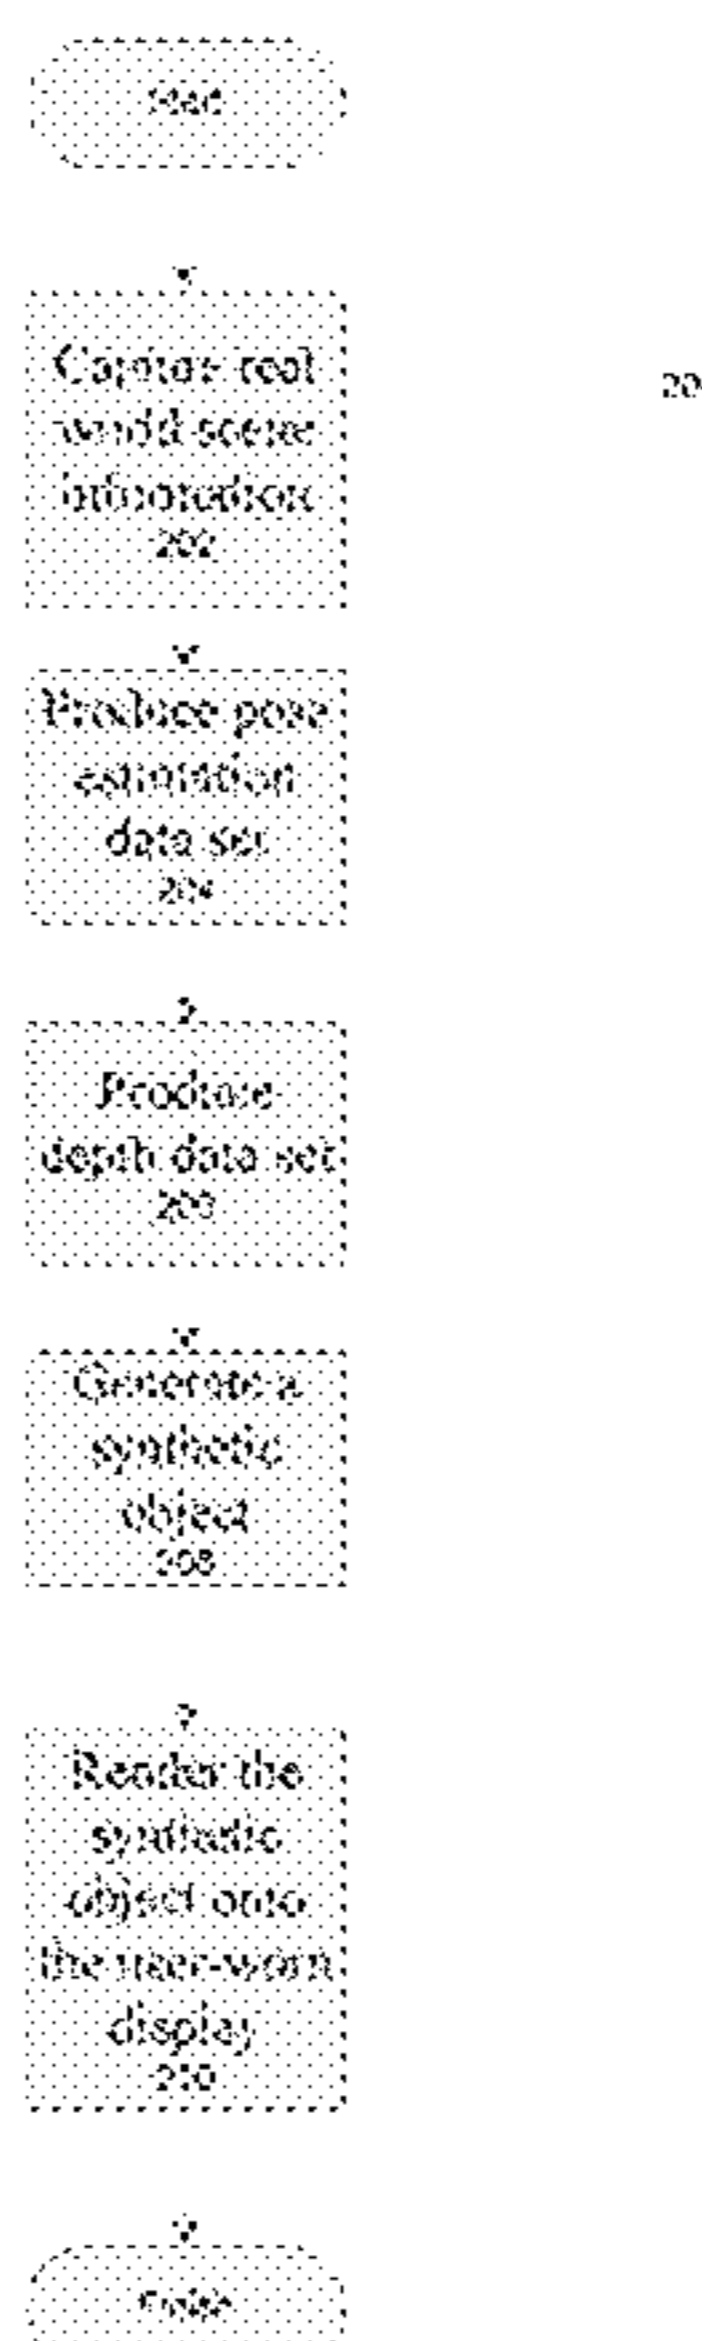 Start
Capture real
world scene
information
202
Produce pose
estimation
data set
204
Produce
depth data set
Generate a
synthetic
object
208
Render the
synthetic
object onto
the user-worn
display
210
Finish